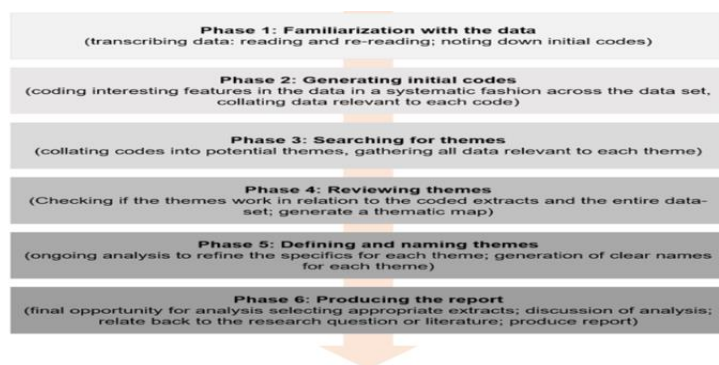 Phase 1: Familiarization with the data
(transcribing data: reading and re-reading; noting down initial codes)
Phase 2: Generating initial codes
(coding interesting features in the data in a systematic fashion across the data set,
collating data relevant to each code)
Phase 3: Searching for themes
(collating codes into potential themes, gathering all data relevant to each theme)
Phase 4: Reviewing themes
(Checking if the themes work in relation to the coded extracts and the entire data-
set; generate a thematic map)
Phase 5: Defining and naming themes
(ongoing analysis to refine the specifics for each theme; generation of clear names
for each theme)
Phase 6: Producing the report
(final opportunity for analysis selecting appropriate extracts; discussion of analysis;
relate back to the research question or literature; produce report)